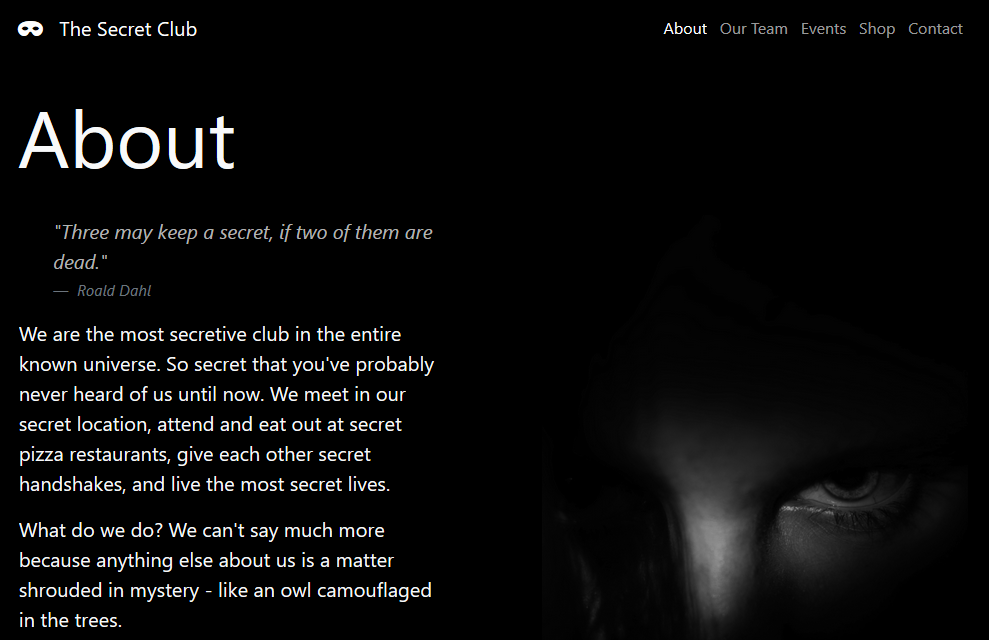 The Secret Club
About Our Team Events Shop Contact
About
"Three may keep a secret, if two of them are
dead."
— Roald Dahl
We are the most secretive club in the entire
known universe. So secret that you've probably
never heard of us until now. We meet in our
secret location, attend and eat out at secret
pizza restaurants, give each other secret
handshakes, and live the most secret lives.
What do we do? We can't say much more
because anything else about us is a matter
shrouded in mystery - like an owl camouflaged
in the trees.